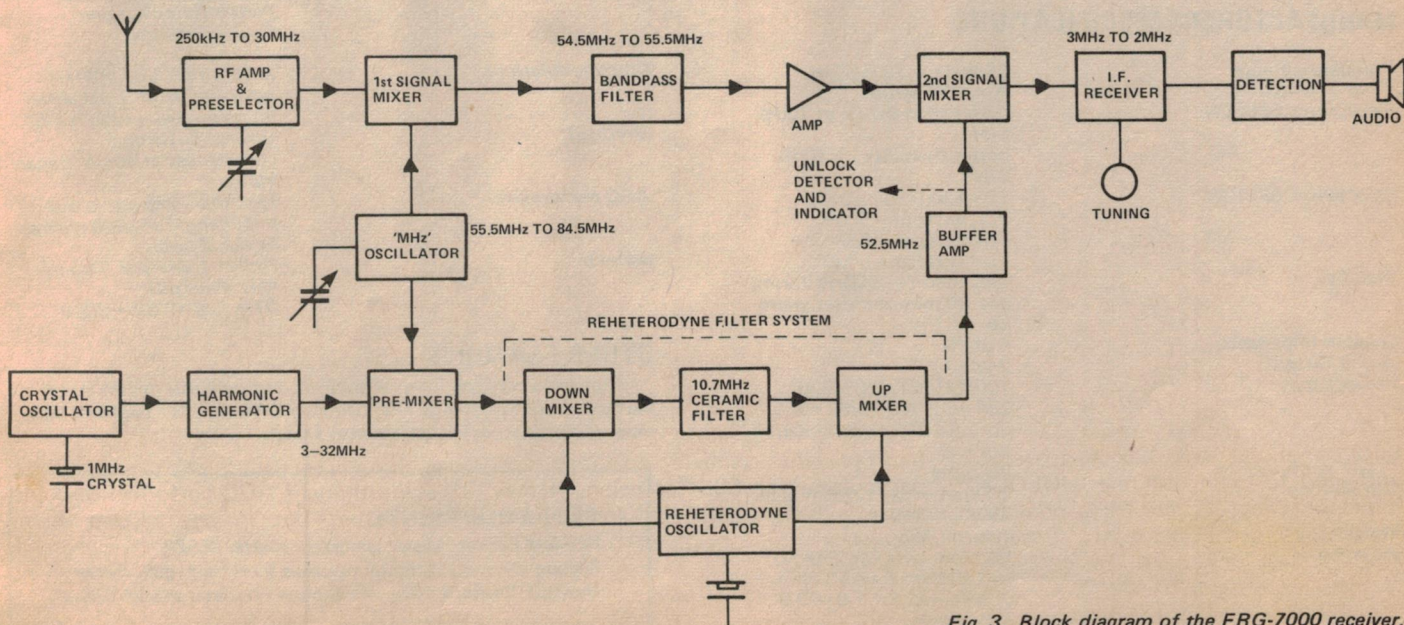 250kHz TO 30MHz
RF AMP
&
PRESELECTOR
1st SIGNAL
MIXER
54.5MHz TO 55.5MHz
BANDPASS
FILTER
AMP
2nd SIGNAL
MIXER
3MHz TO 2MHz
I.F.
RECEIVER
DETECTION
AUDIO
TUNING
UNLOCK
DETECTOR
AND
INDICATOR
'MHz'
OSCILLATOR
55.5MHz TO 84.5MHz
52.5MHz
BUFFER
AMP
REHETERODYNE FILTER SYSTEM
CRYSTAL
OSCILLATOR
HARMONIC
GENERATOR
PRE-MIXER
DOWN
MIXER
10.7MHz
CERAMIC
FILTER
UP
MIXER
3–32MHz
1MHz
CRYSTAL
REHETERODYNE
OSCILLATOR
Fig. 3. Block diagram of the FRG-7000 receiver.